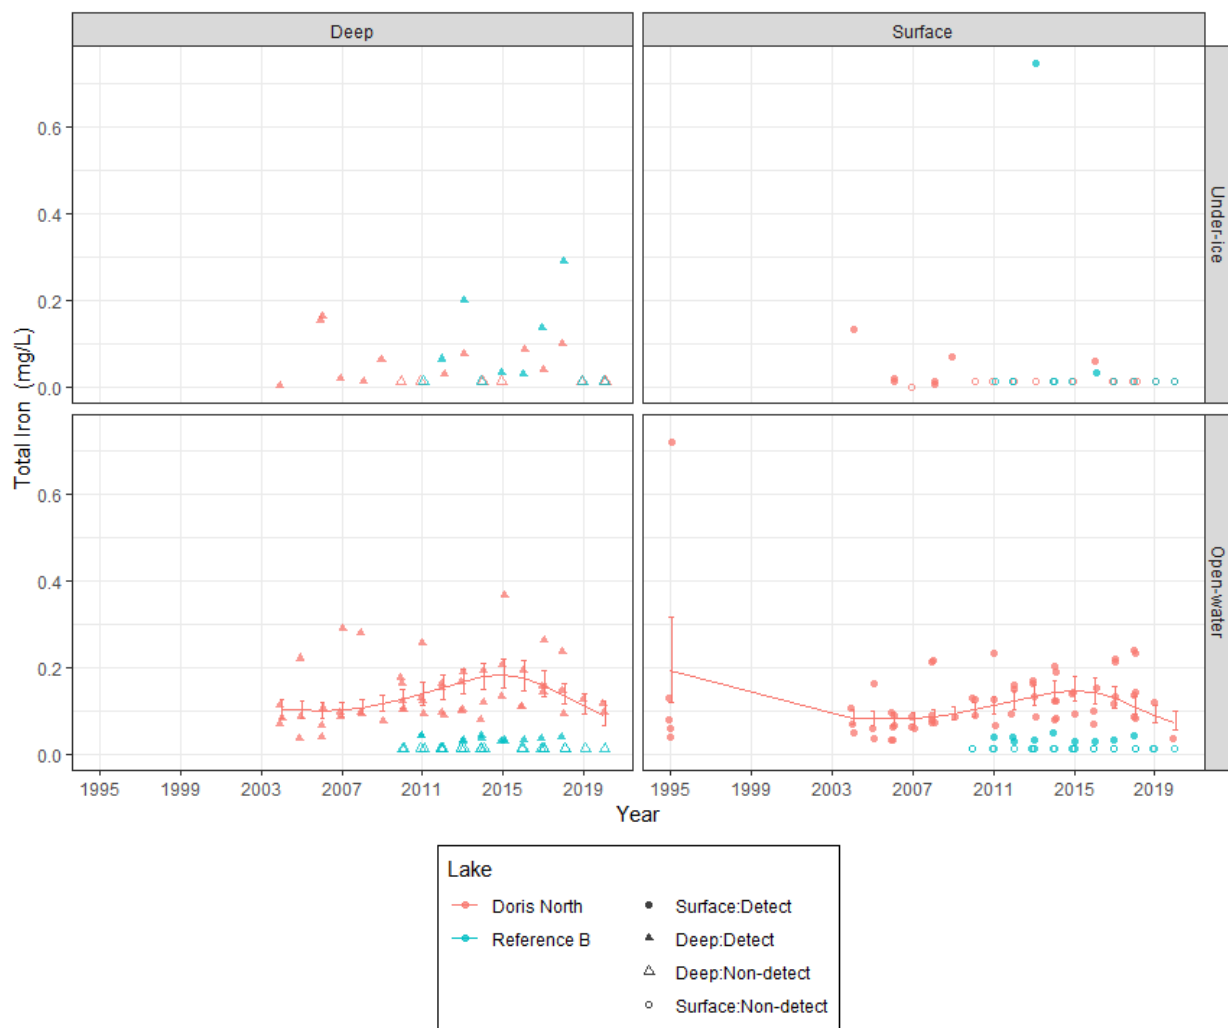 Deep Surface
0.6
0.4
0.2
0.0
Under-ice
Total Iron (mg/L)
0.6
0.4
0.2
0.0
Open-water
1995 1999 2003 2007 2011 2015 2019 1995 1999 2003 2007 2011 2015 2019
Year
Lake
Doris North Surface:Detect
Reference B Deep:Detect
Deep:Non-detect
Surface:Non-detect